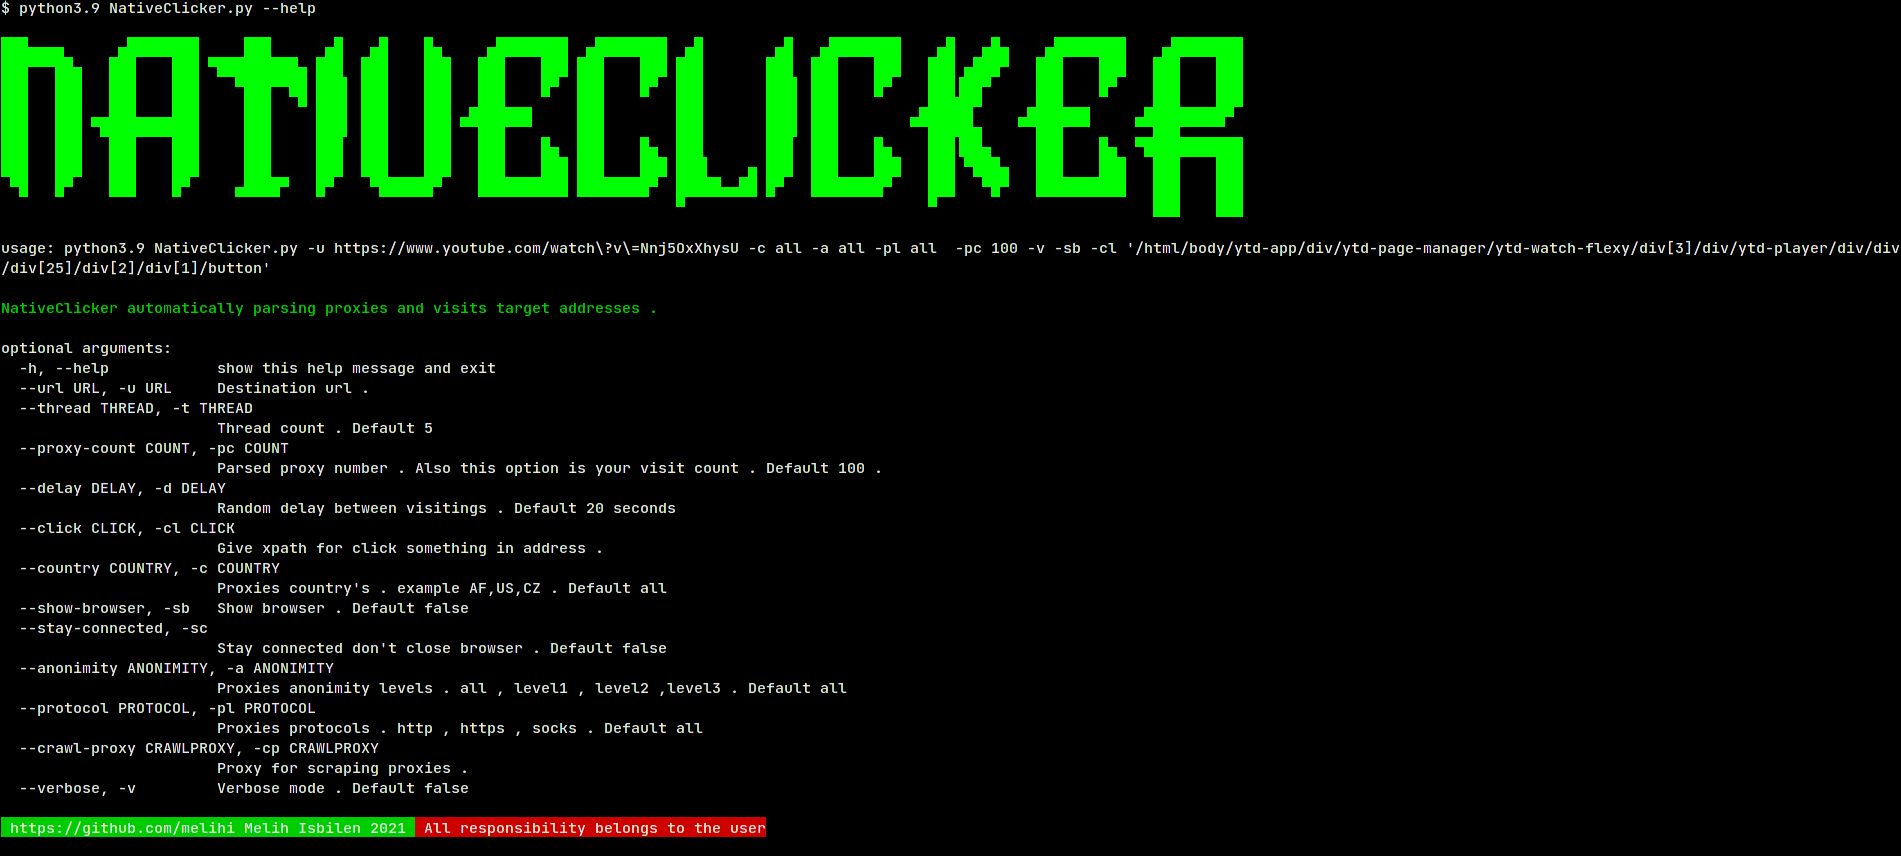 $ python3.9 NativeClicker.py --help
NATIVECLICKER
usage: python3.9 NativeClicker.py -u https://www.youtube.com/watch\?v\=Nnj5OxXhysU -c all -a all -pl all  -pc 100 -v -sb -cl '/html/body/ytd-app/div/ytd-page-manager/ytd-watch-flexy/div[3]/div/ytd-player/div/div
/div[25]/div[2]/div[1]/button'
NativeClicker automatically parsing proxies and visits target addresses .
optional arguments:
  -h, --help            show this help message and exit
  --url URL, -u URL     Destination url .
  --thread THREAD, -t THREAD
                        Thread count . Default 5
  --proxy-count COUNT, -pc COUNT
                        Parsed proxy number . Also this option is your visit count . Default 100 .
  --delay DELAY, -d DELAY
                        Random delay between visitings . Default 20 seconds
  --click CLICK, -cl CLICK
                        Give xpath for click something in address .
  --country COUNTRY, -c COUNTRY
                        Proxies country's . example AF,US,CZ . Default all
  --show-browser, -sb   Show browser . Default false
  --stay-connected, -sc
                        Stay connected don't close browser . Default false
  --anonimity ANONIMITY, -a ANONIMITY
                        Proxies anonimity levels . all , level1 , level2 ,level3 . Default all
  --protocol PROTOCOL, -pl PROTOCOL
                        Proxies protocols . http , https , socks . Default all
  --crawl-proxy CRAWLPROXY, -cp CRAWLPROXY
                        Proxy for scraping proxies .
  --verbose, -v         Verbose mode . Default false
 https://github.com/melihi Melih Isbilen 2021  All responsibility belongs to the user